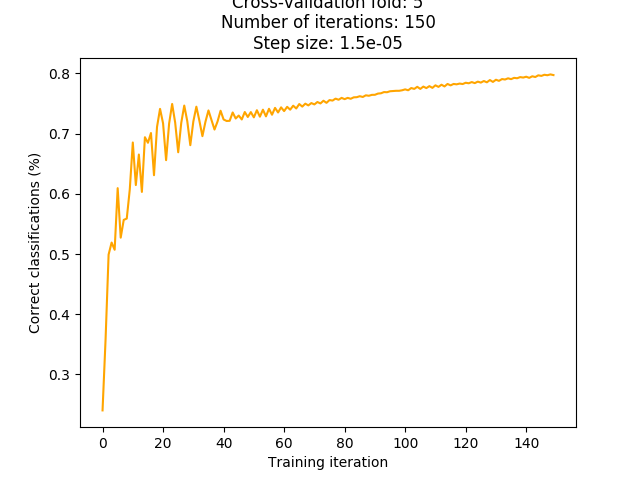 Cross-validation fold: 5
Number of iterations: 150
Step size: 1.5e-05
0.8
0.7
0.6
0.5
0.4
0.3
Correct classifications (%)
0 20 40 60 80 100 120 140
Training iteration